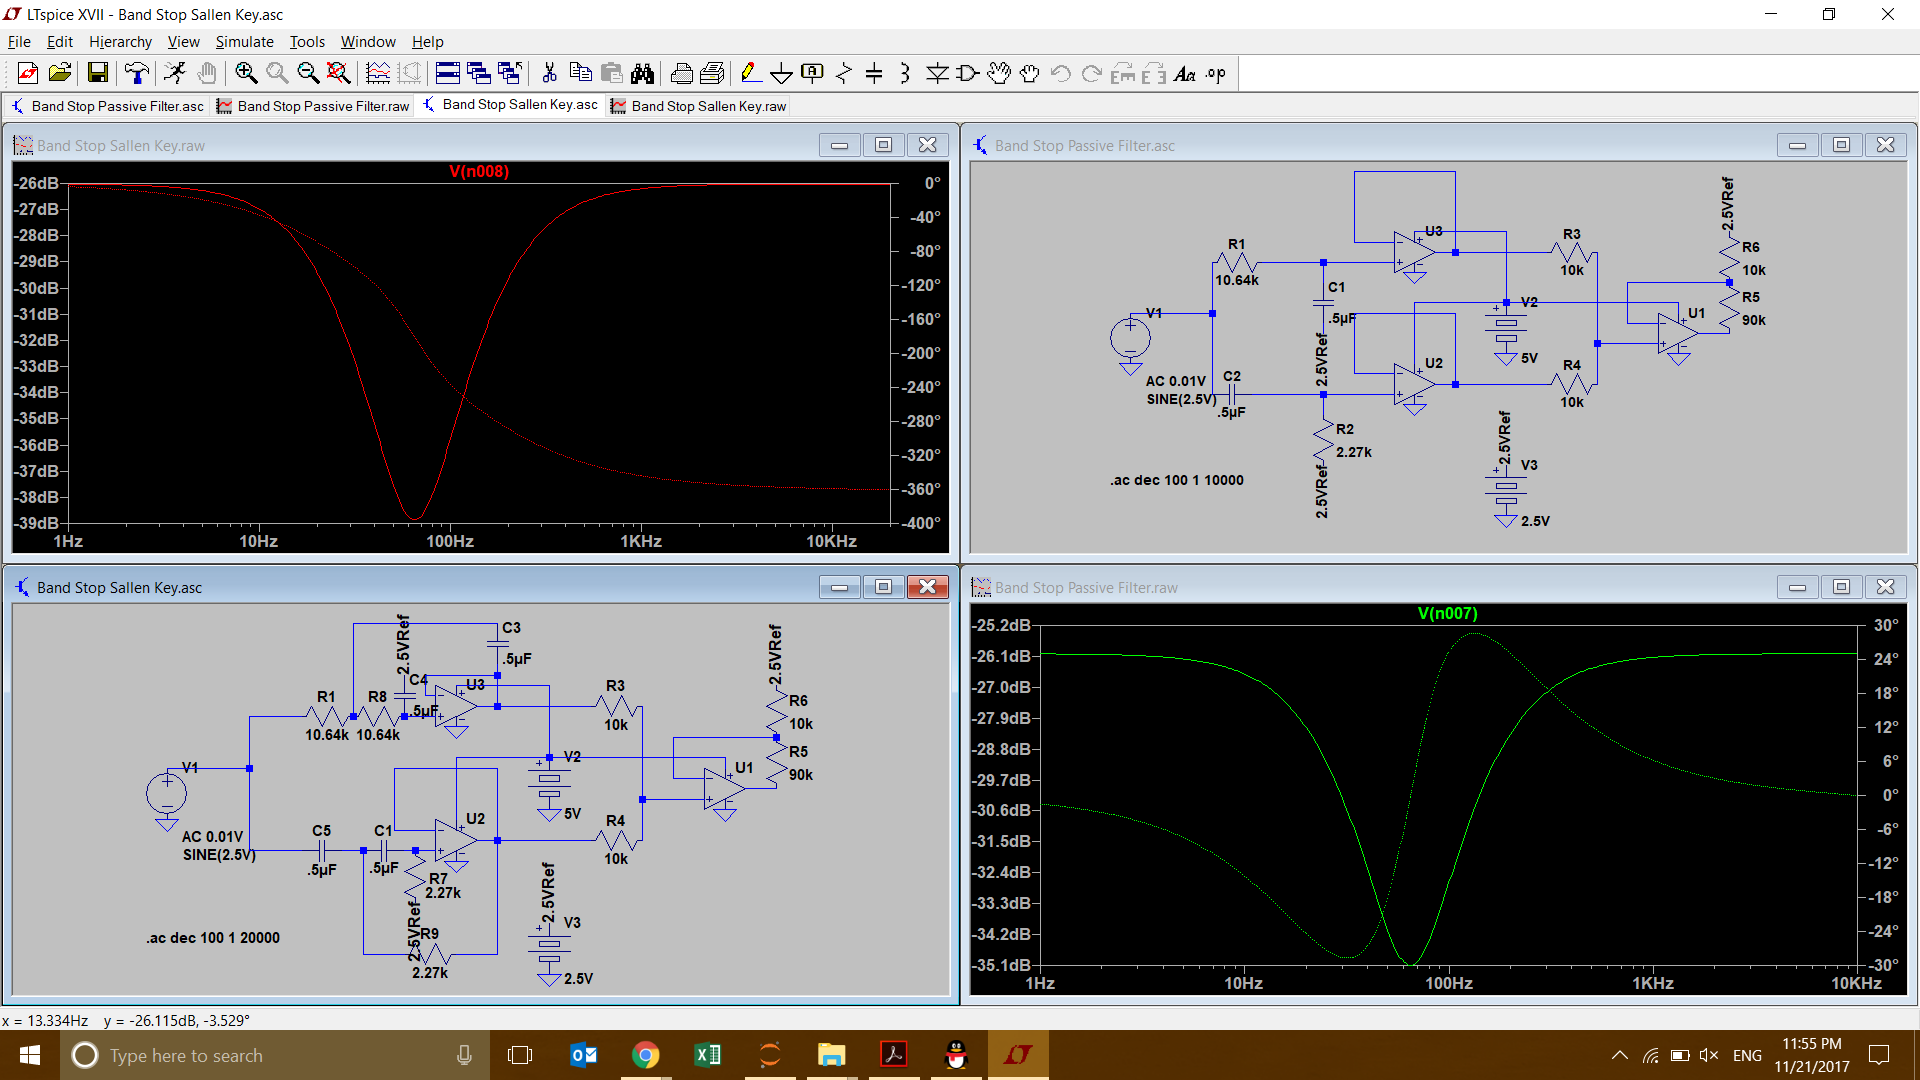 LTspice XVII - Band Stop Sallen Key.asc
File Edit Hierarchy View Simulate Tools Window Help
Band Stop Passive Filter.asc Band Stop Passive Filter.raw Band Stop Sallen Key.asc Band Stop Sallen Key.raw
Band Stop Sallen Key.raw
V(n008)
-26dB 0°
-27dB -40°
-28dB -80°
-29dB -120°
-30dB -160°
-31dB -200°
-32dB -240°
-33dB -280°
-34dB -320°
-35dB -360°
-36dB -400°
-37dB
-38dB
-39dB
1Hz 10Hz 100Hz 1KHz 10KHz
Band Stop Passive Filter.asc
2.5VRef
U3 R3 R6
R1 10k 10k
10.64k
C1 V2 R5
V1 .5µF U1 90k
2.5VRef 5V
U2 R4
AC 0.01V C2 10k
SINE(2.5V) .5µF
R2 2.5VRef
2.27k V3
.ac dec 100 1 10000
2.5VRef 2.5V
Band Stop Sallen Key.asc
2.5VRef C3 2.5VRef
.5µF
C4 U3 R3 R6
R1 R8 .5µF 10k 10k
10.64k 10.64k
V2 R5
V1 U1 90k
5V
U2 R4
AC 0.01V C5 C1 10k
SINE(2.5V) .5µF .5µF
R7 2.5VRef
2.27k
2.5VRef R9 V3
.ac dec 100 1 20000
2.27k 2.5V
Band Stop Passive Filter.raw
V(n007)
-25.2dB 30°
-26.1dB 24°
-27.0dB 18°
-27.9dB 12°
-28.8dB 6°
-29.7dB 0°
-30.6dB -6°
-31.5dB -12°
-32.4dB -18°
-33.3dB -24°
-34.2dB -30°
-35.1dB
1Hz 10Hz 100Hz 1KHz 10KHz
x = 13.334Hz y = -26.115dB, -3.529°
Type here to search
ENG
11:55 PM
11/21/2017